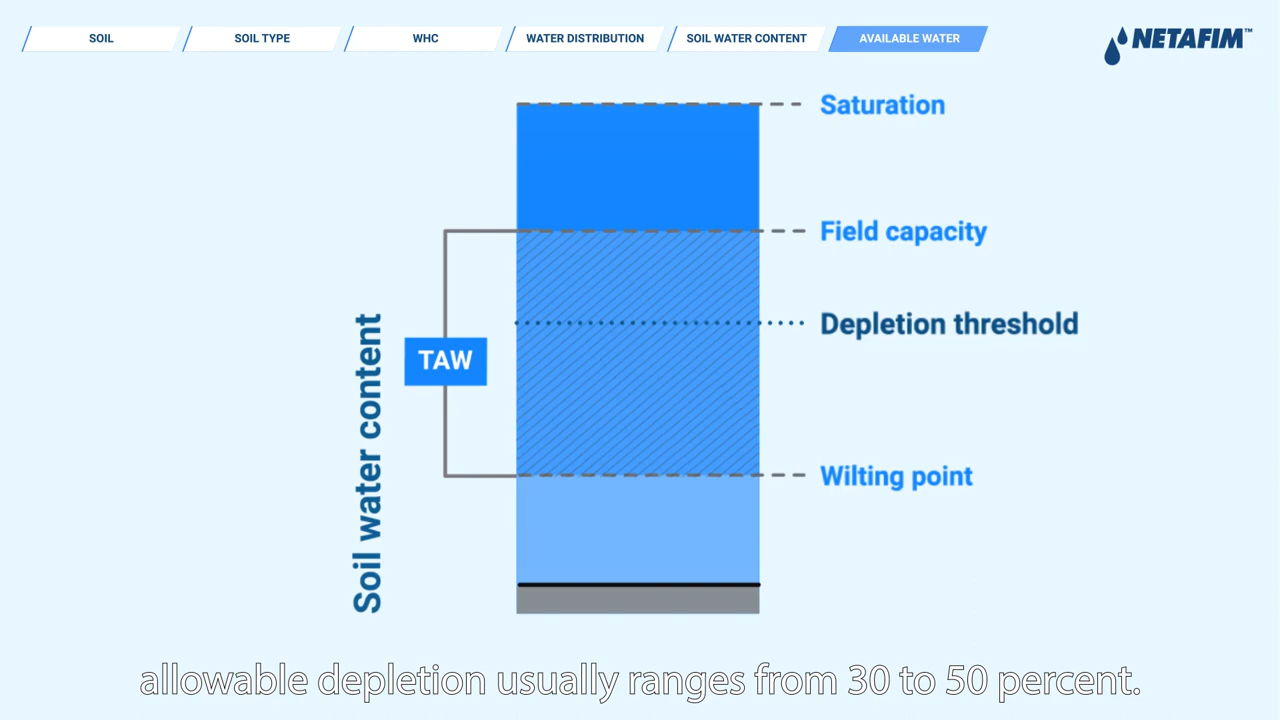 SOIL
SOIL TYPE
WHC
WATER DISTRIBUTION
SOIL WATER CONTENT
AVAILABLE WATER
NETAFIM™
Saturation
Field capacity
Depletion threshold
TAW
Wilting point
Soil water content
allowable depletion usually ranges from 30 to 50 percent.